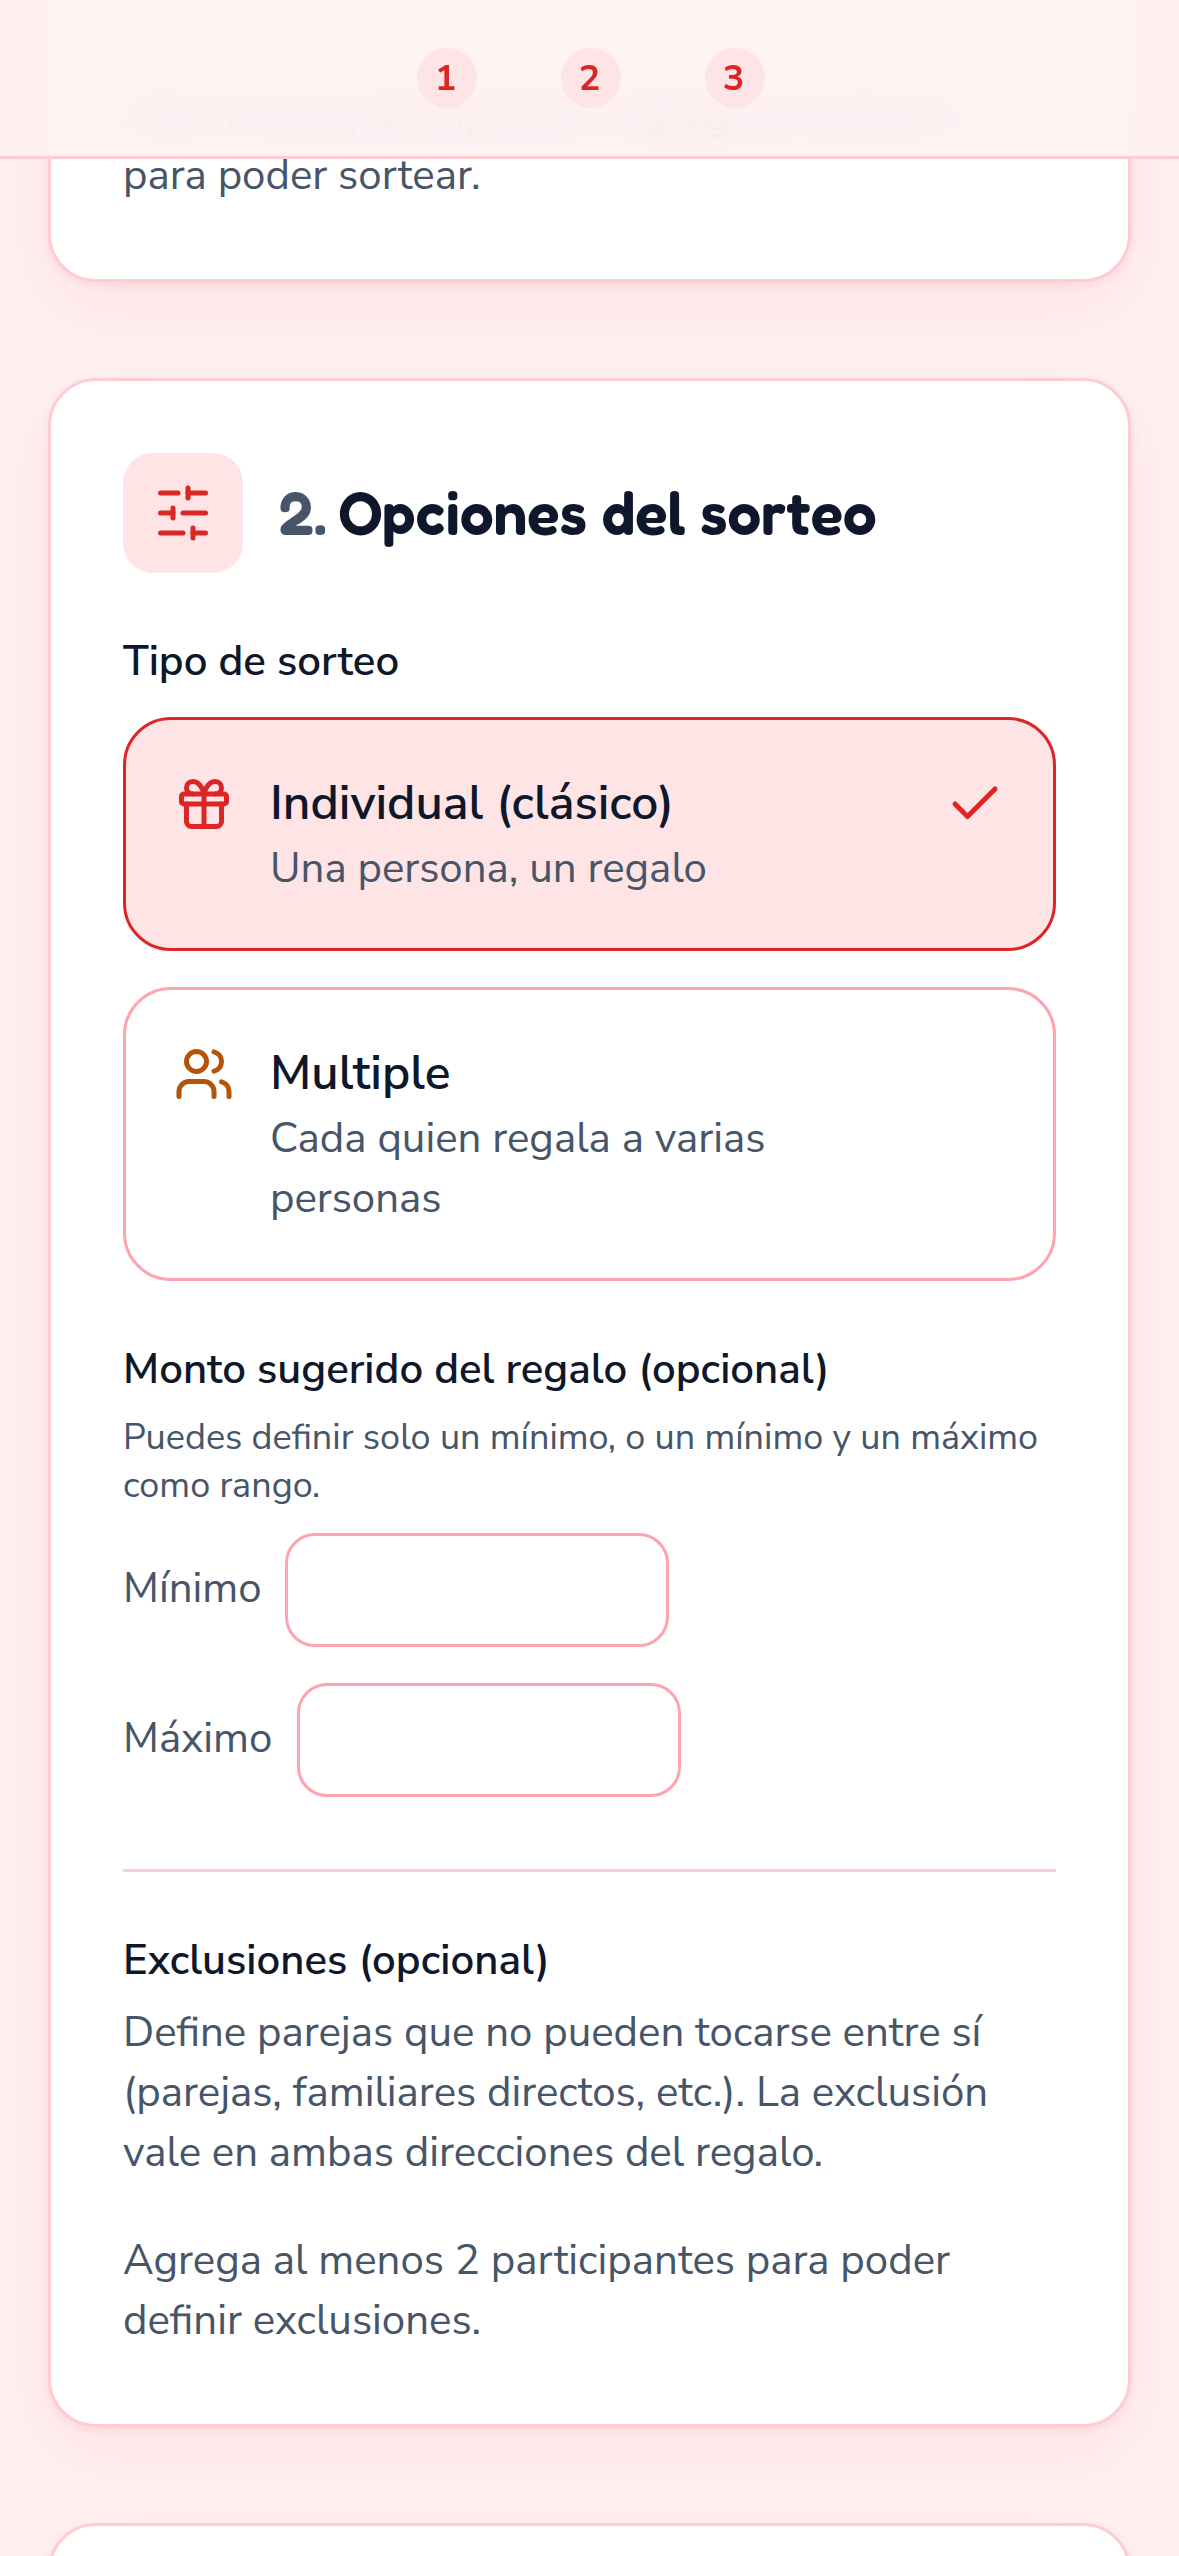 1 2 3
para poder sortear.
2. Opciones del sorteo
Tipo de sorteo
Individual (clásico)
Una persona, un regalo
Multiple
Cada quien regala a varias
personas
Monto sugerido del regalo (opcional)
Puedes definir solo un mínimo, o un mínimo y un máximo
como rango.
Mínimo
Máximo
Exclusiones (opcional)
Define parejas que no pueden tocarse entre sí
(parejas, familiares directos, etc.). La exclusión
vale en ambas direcciones del regalo.
Agrega al menos 2 participantes para poder
definir exclusiones.